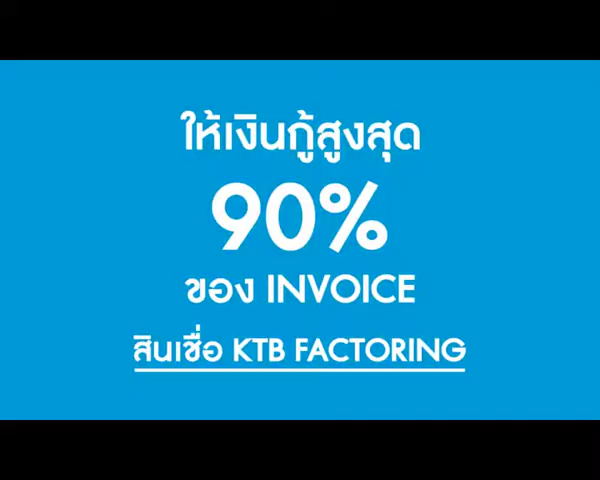 ให้เงินกู้สูงสุด
90%
ของ INVOICE
สินเชื่อ KTB FACTORING